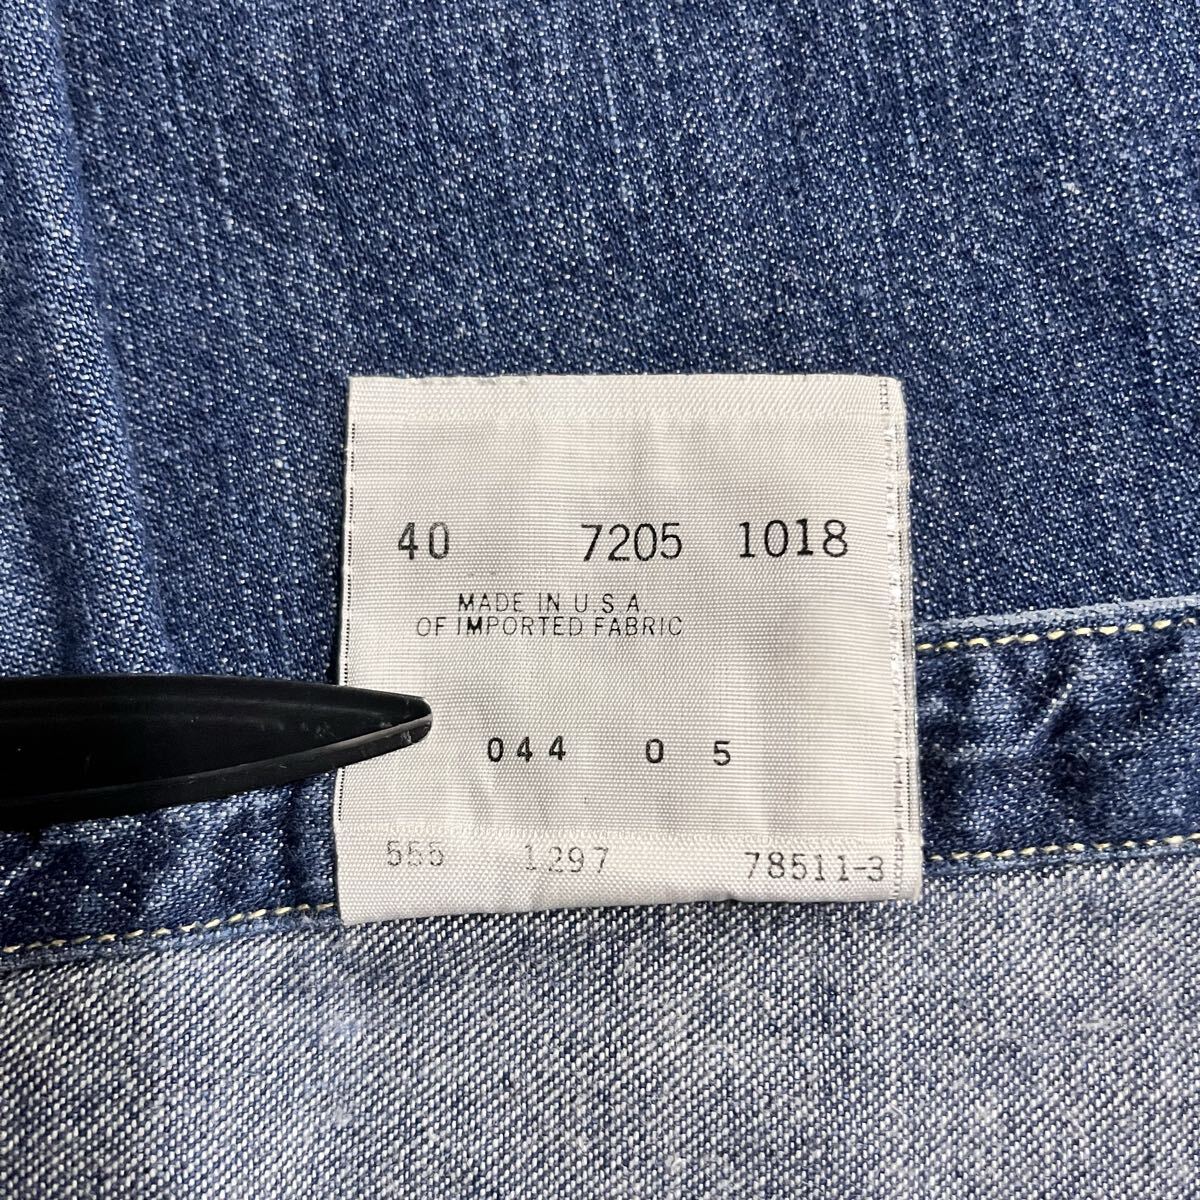 40 7205 1018
MADE IN U.S.A.
OF IMPORTED FABRIC
044 0 5
555 1297 78511-3